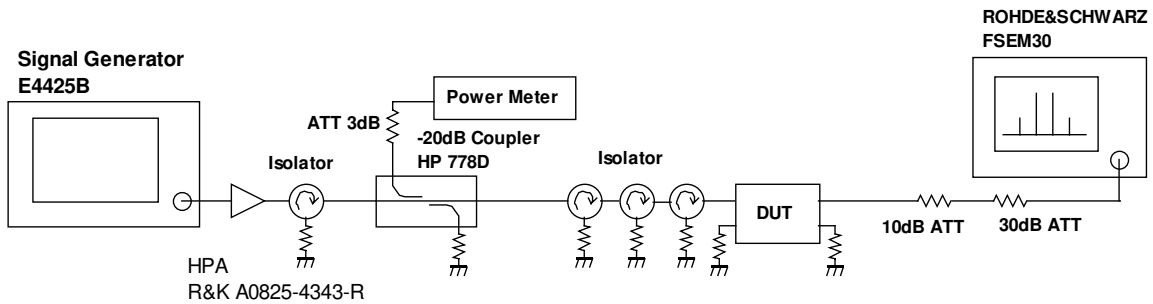 ROHDE&SCHWARZ
FSEM30
Signal Generator
E4425B
Power Meter
ATT 3dB
-20dB Coupler
HP 778D
Isolator
Isolator
DUT
10dB ATT
30dB ATT
HPA
R&K A0825-4343-R